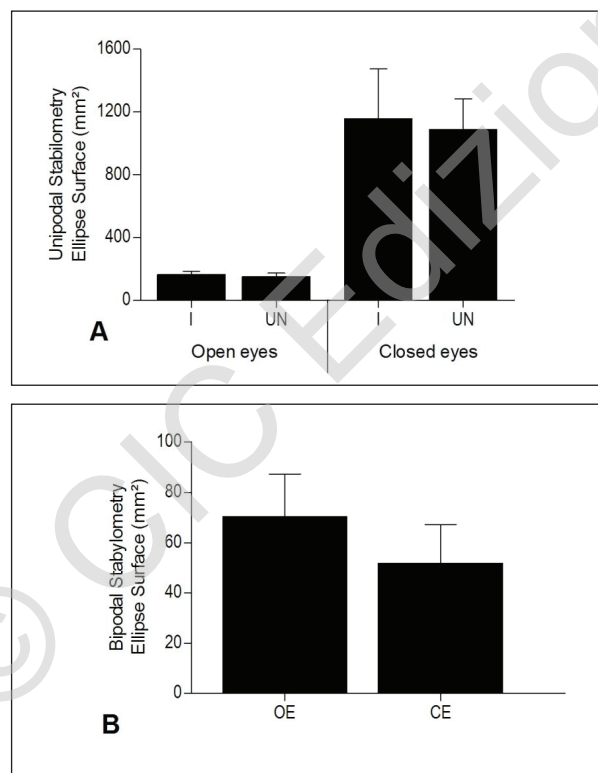 1600
1200
800
400
0
Unipodal Stabilometry
Ellipse Surface (mm²)
I
UN
I
UN
A
Open eyes
Closed eyes
100
80
60
40
20
0
Bipodal Stabylometry
Ellipse Surface (mm²)
OE
CE
B
© CIC Edizion